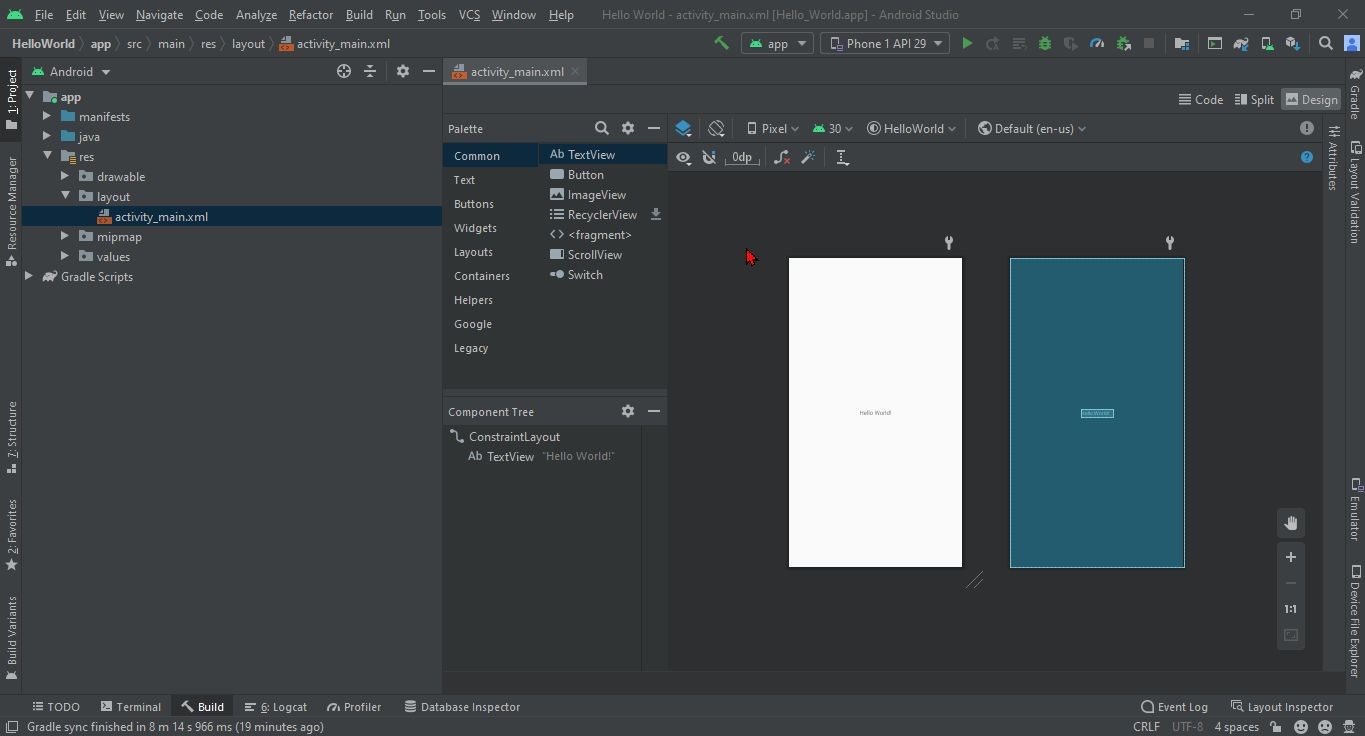 File Edit View Navigate Code Analyze Refactor Build Run Tools VCS Window Help Hello World - activity_main.xml [Hello_World.app] - Android Studio
HelloWorld app src main res layout activity_main.xml app Phone 1 API 29
1: Project
Resource Manager
7: Structure
2: Favorites
Build Variants
Android
app
manifests
java
res
drawable
layout
activity_main.xml
mipmap
values
Gradle Scripts
activity_main.xml
Code Split Design
Palette
Common
Text
Buttons
Widgets
Layouts
Containers
Helpers
Google
Legacy
Ab TextView
Button
ImageView
RecyclerView
<> <fragment>
ScrollView
Switch
Component Tree
ConstraintLayout
Ab TextView "Hello World!"
Pixel 30 HelloWorld Default (en-us)
0dp
Hello World!
Hello World!
1:1
Attributes
Gradle
Layout Validation
Emulator
Device File Explorer
TODO Terminal Build 6: Logcat Profiler Database Inspector Event Log Layout Inspector
Gradle sync finished in 8 m 14 s 966 ms (19 minutes ago) CRLF UTF-8 4 spaces